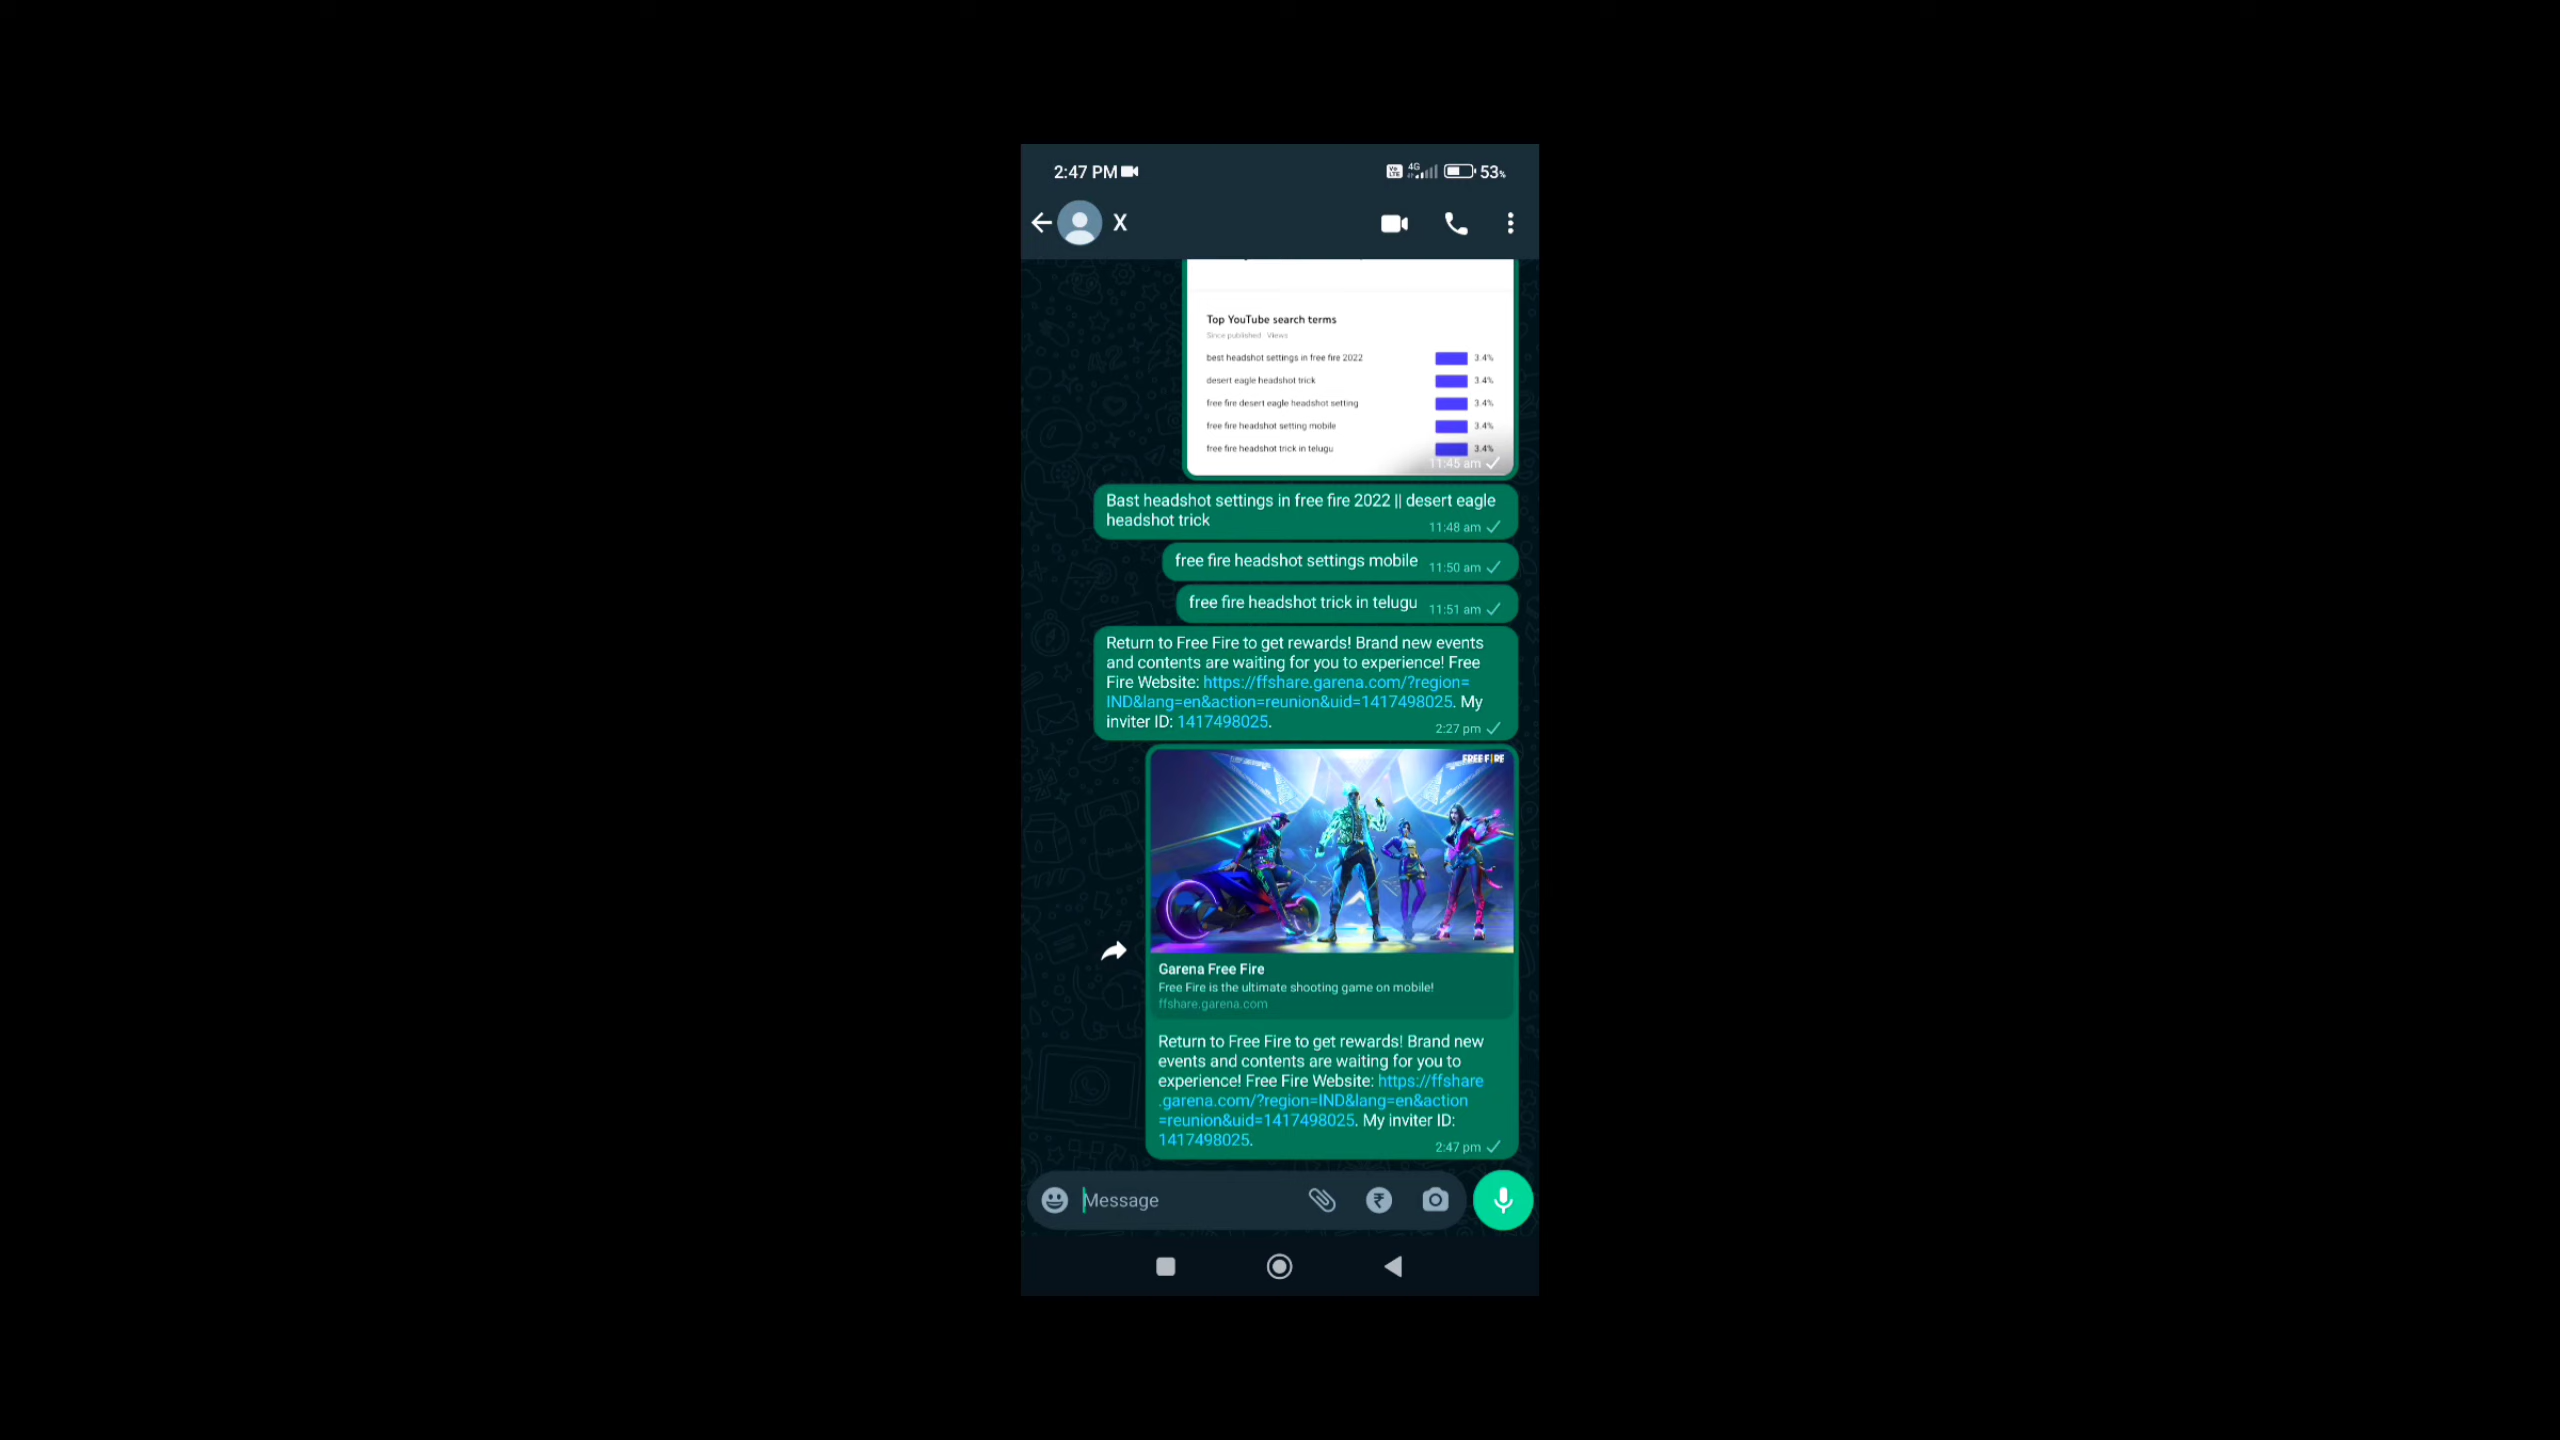 2:47 PM
Vo LTE 4G 53%
X
Top YouTube search terms
Since published · Views
best headshot settings in free fire 2022 3.4%
desert eagle headshot trick 3.4%
free fire desert eagle headshot setting 3.4%
free fire headshot setting mobile 3.4%
free fire headshot trick in telugu 3.4%
11:45 am
Bast headshot settings in free fire 2022 || desert eagle
headshot trick
11:48 am
free fire headshot settings mobile 11:50 am
free fire headshot trick in telugu 11:51 am
Return to Free Fire to get rewards! Brand new events
and contents are waiting for you to experience! Free
Fire Website: https://ffshare.garena.com/?region=
IND&lang=en&action=reunion&uid=1417498025. My
inviter ID: 1417498025.
2:27 pm
FREE FIRE
Garena Free Fire
Free Fire is the ultimate shooting game on mobile!
ffshare.garena.com
Return to Free Fire to get rewards! Brand new
events and contents are waiting for you to
experience! Free Fire Website: https://ffshare
.garena.com/?region=IND&lang=en&action
=reunion&uid=1417498025. My inviter ID:
1417498025.
2:47 pm
Message